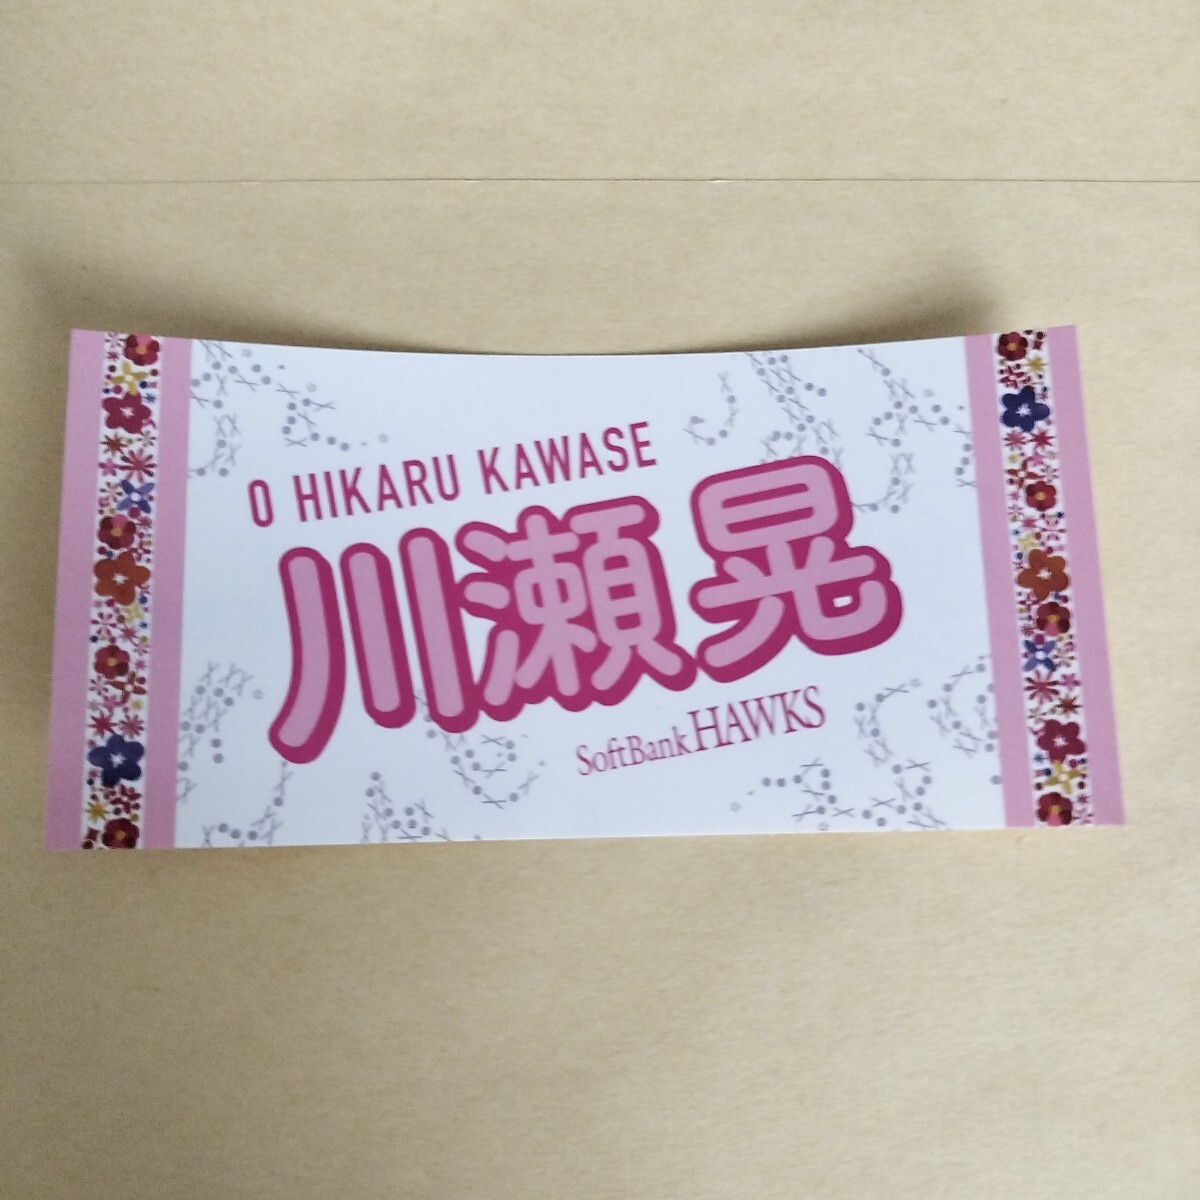 0 HIKARU KAWASE
川瀬 晃
SoftBank HAWKS